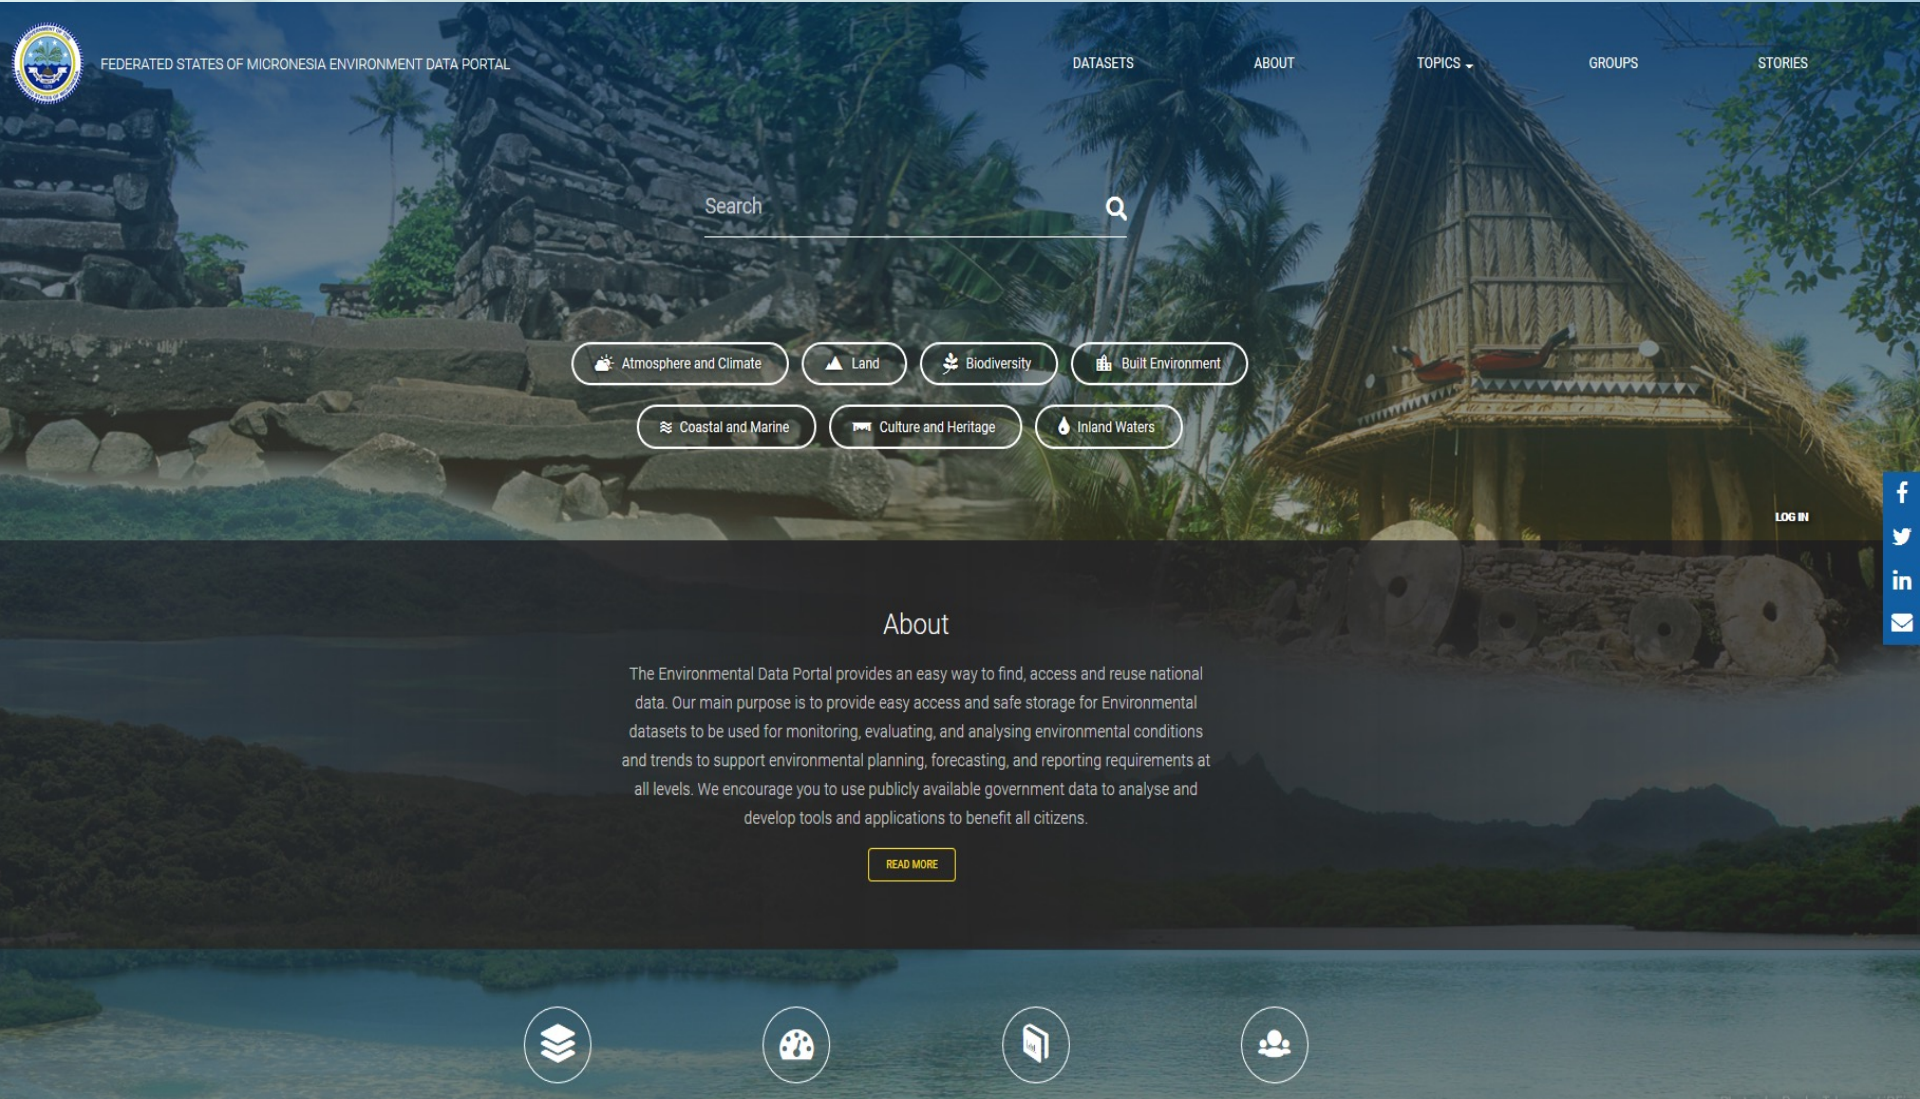 FEDERATED STATES OF MICRONESIA ENVIRONMENT DATA PORTAL
DATASETS
ABOUT
TOPICS
GROUPS
STORIES
Search
Atmosphere and Climate
Land
Biodiversity
Built Environment
Coastal and Marine
Culture and Heritage
Inland Waters
LOG IN
About
The Environmental Data Portal provides an easy way to find, access and reuse national
data. Our main purpose is to provide easy access and safe storage for Environmental
datasets to be used for monitoring, evaluating, and analysing environmental conditions
and trends to support environmental planning, forecasting, and reporting requirements at
all levels. We encourage you to use publicly available government data to analyse and
develop tools and applications to benefit all citizens.
READ MORE